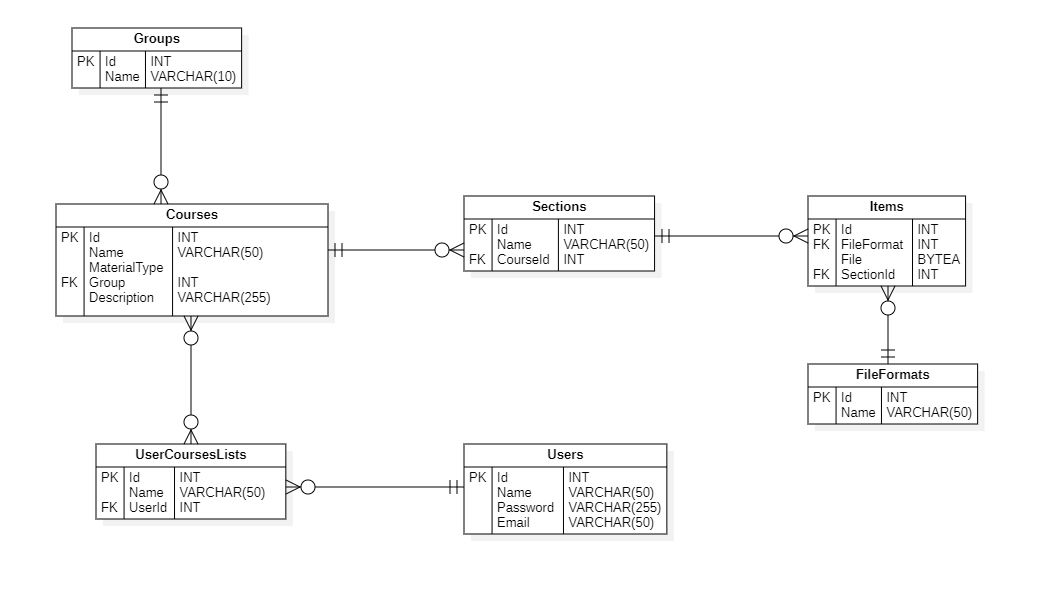 Groups
PK Id INT
Name VARCHAR(10)
Courses
PK Id INT
Name VARCHAR(50)
MaterialType
FK Group INT
Description VARCHAR(255)
Sections
PK Id INT
Name VARCHAR(50)
FK CourseId INT
Items
PK Id INT
FK FileFormat INT
File BYTEA
FK SectionId INT
FileFormats
PK Id INT
Name VARCHAR(50)
UserCoursesLists
PK Id INT
Name VARCHAR(50)
FK UserId INT
Users
PK Id INT
Name VARCHAR(50)
Password VARCHAR(255)
Email VARCHAR(50)